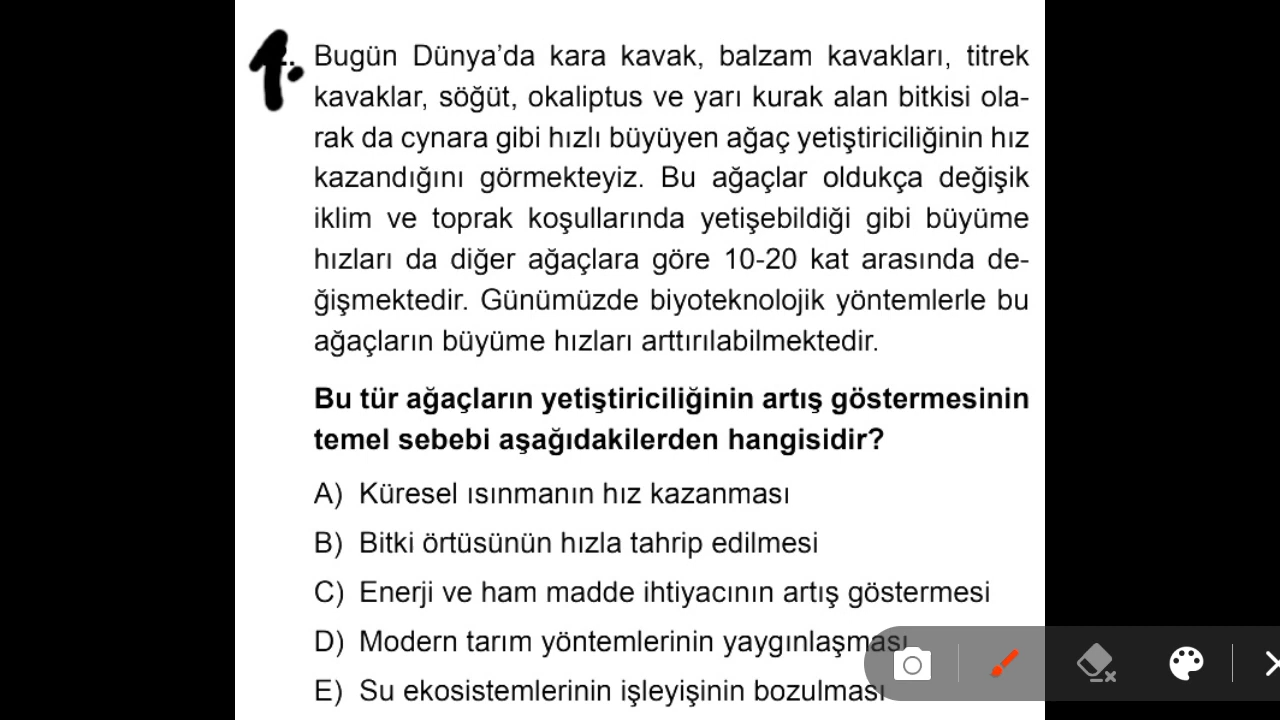 1. Bugün Dünya’da kara kavak, balzam kavakları, titrek
kavaklar, söğüt, okaliptus ve yarı kurak alan bitkisi ola-
rak da cynara gibi hızlı büyüyen ağaç yetiştiriciliğinin hız
kazandığını görmekteyiz. Bu ağaçlar oldukça değişik
iklim ve toprak koşullarında yetişebildiği gibi büyüme
hızları da diğer ağaçlara göre 10-20 kat arasında de-
ğişmektedir. Günümüzde biyoteknolojik yöntemlerle bu
ağaçların büyüme hızları arttırılabilmektedir.
Bu tür ağaçların yetiştiriciliğinin artış göstermesinin
temel sebebi aşağıdakilerden hangisidir?
A) Küresel ısınmanın hız kazanması
B) Bitki örtüsünün hızla tahrip edilmesi
C) Enerji ve ham madde ihtiyacının artış göstermesi
D) Modern tarım yöntemlerinin yaygınlaşması
E) Su ekosistemlerinin işleyişinin bozulması